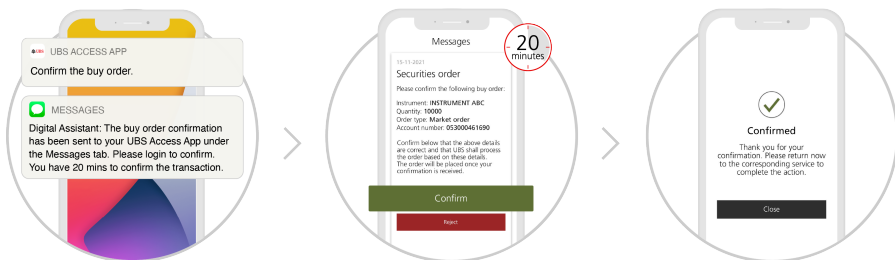 UBS
UBS ACCESS APP
Confirm the buy order.
MESSAGES
Digital Assistant: The buy order confirmation
has been sent to your UBS Access App under
the Messages tab. Please login to confirm.
You have 20 mins to confirm the transaction.
Messages
20
minutes
15-11-2021
Securities order
Please confirm the following buy order:
Instrument: INSTRUMENT ABC
Quantity: 10000
Order type: Market order
Account number: 053000461690
Confirm below that the above details
are correct and that UBS shall process
the order based on these details.
The order will be placed once your
confirmation is received.
Confirm
Reject
Confirmed
Thank you for your
confirmation. Please return now
to the corresponding service to
complete the action.
Close